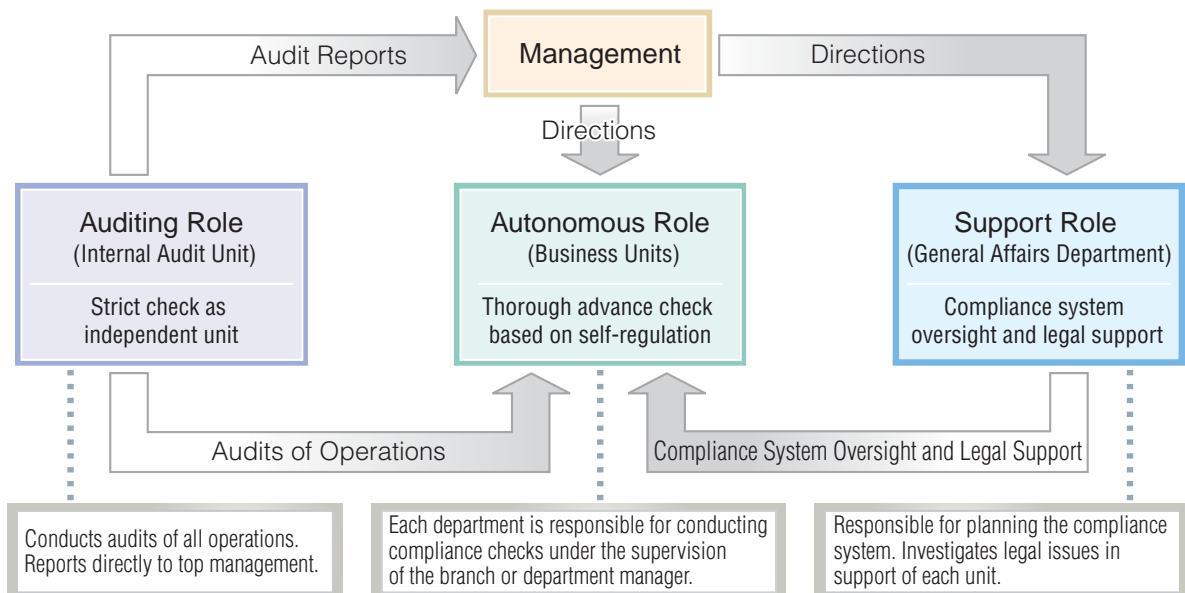 Audit Reports
Management
Directions
Directions
Auditing Role
(Internal Audit Unit)
Strict check as
independent unit
Autonomous Role
(Business Units)
Thorough advance check
based on self-regulation
Support Role
(General Affairs Department)
Compliance system
oversight and legal support
Audits of Operations
Compliance System Oversight and Legal Support
Conducts audits of all operations.
Reports directly to top management.
Each department is responsible for conducting
compliance checks under the supervision
of the branch or department manager.
Responsible for planning the compliance
system. Investigates legal issues in
support of each unit.